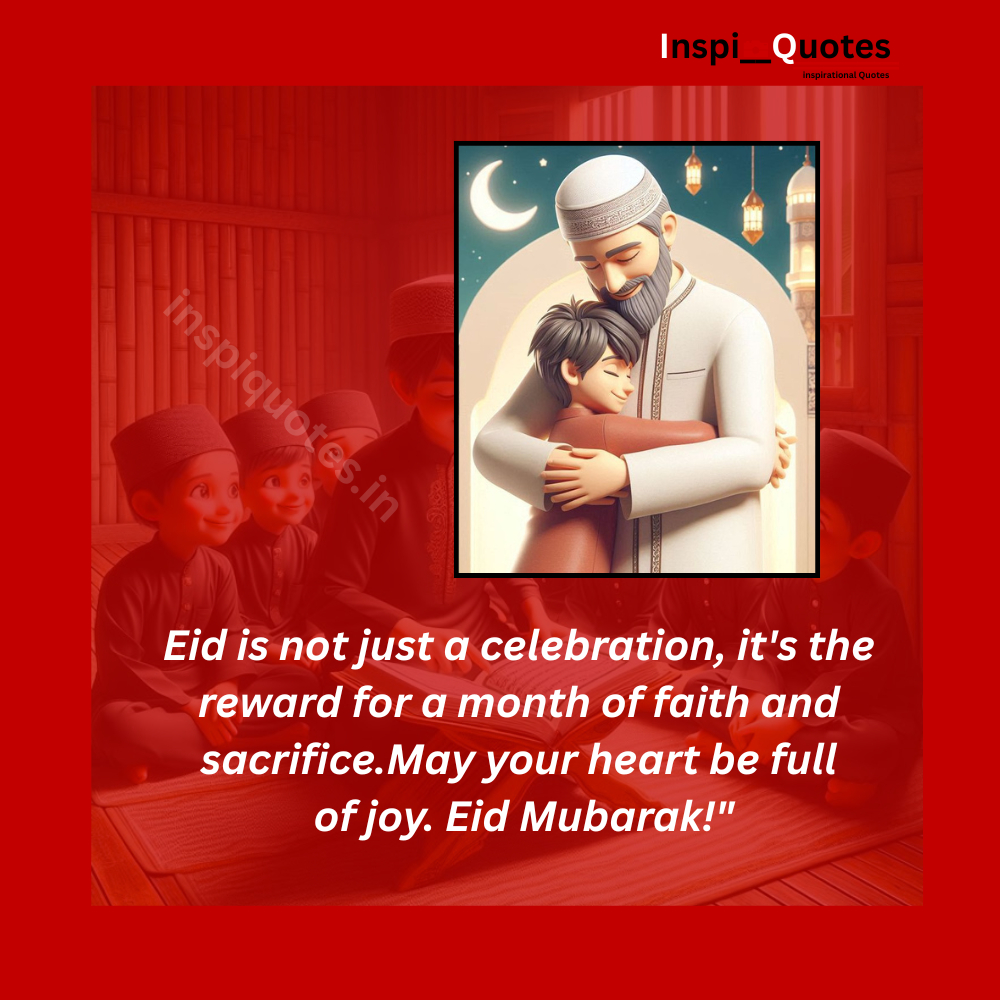 Inspi__Quotes
inspirational Quotes
inspiquotes.in
Eid is not just a celebration, it's the
reward for a month of faith and
sacrifice.May your heart be full
of joy. Eid Mubarak!"